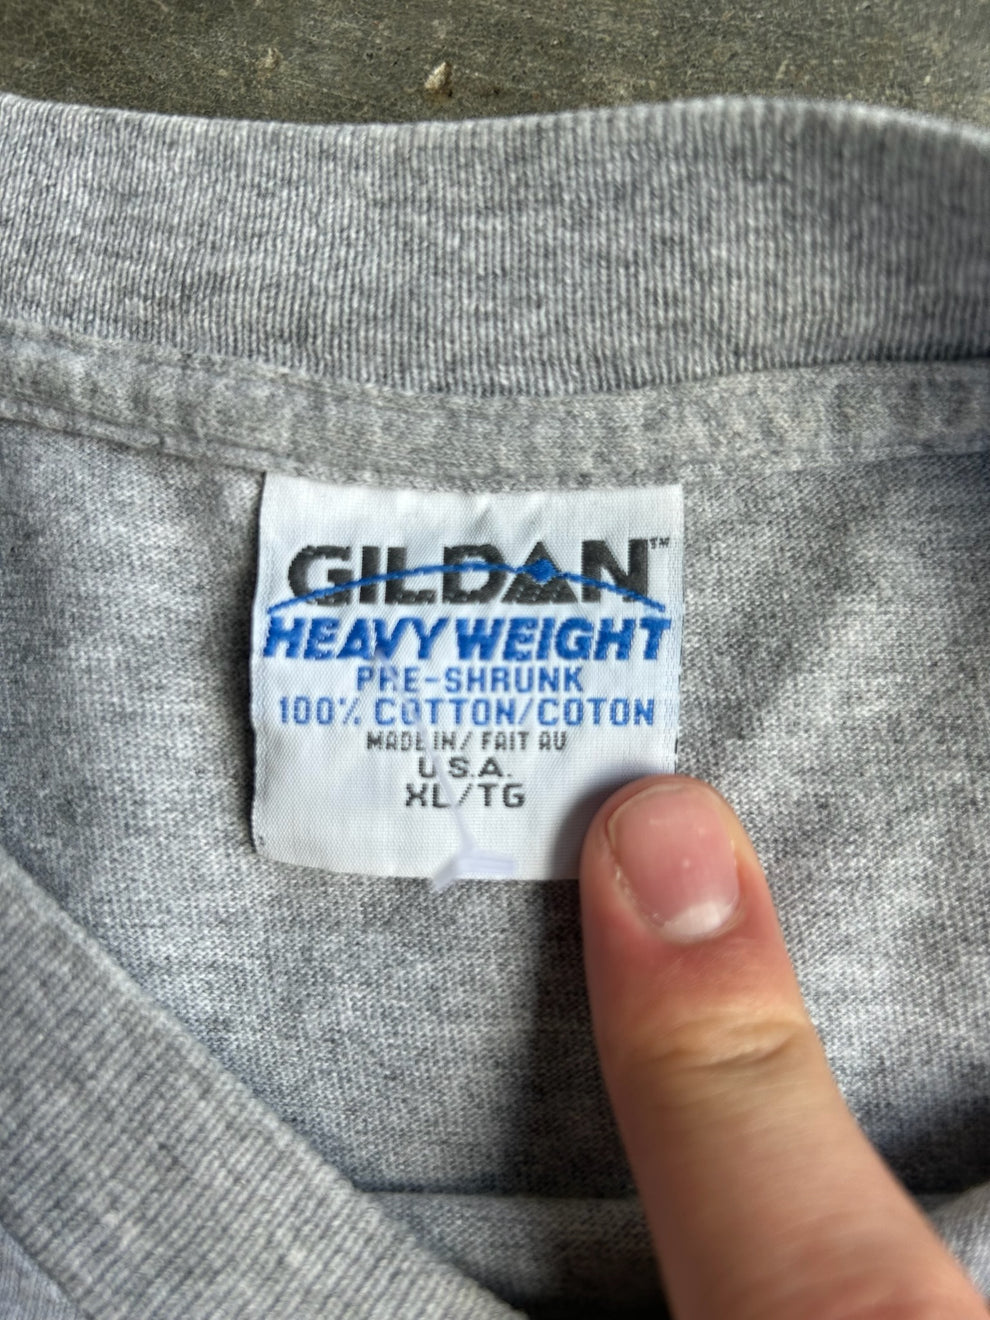 GILDAN™
HEAVY WEIGHT
PRE-SHRUNK
100% COTTON/COTON
MADE IN/ FAIT AU
U.S.A.
XL/TG